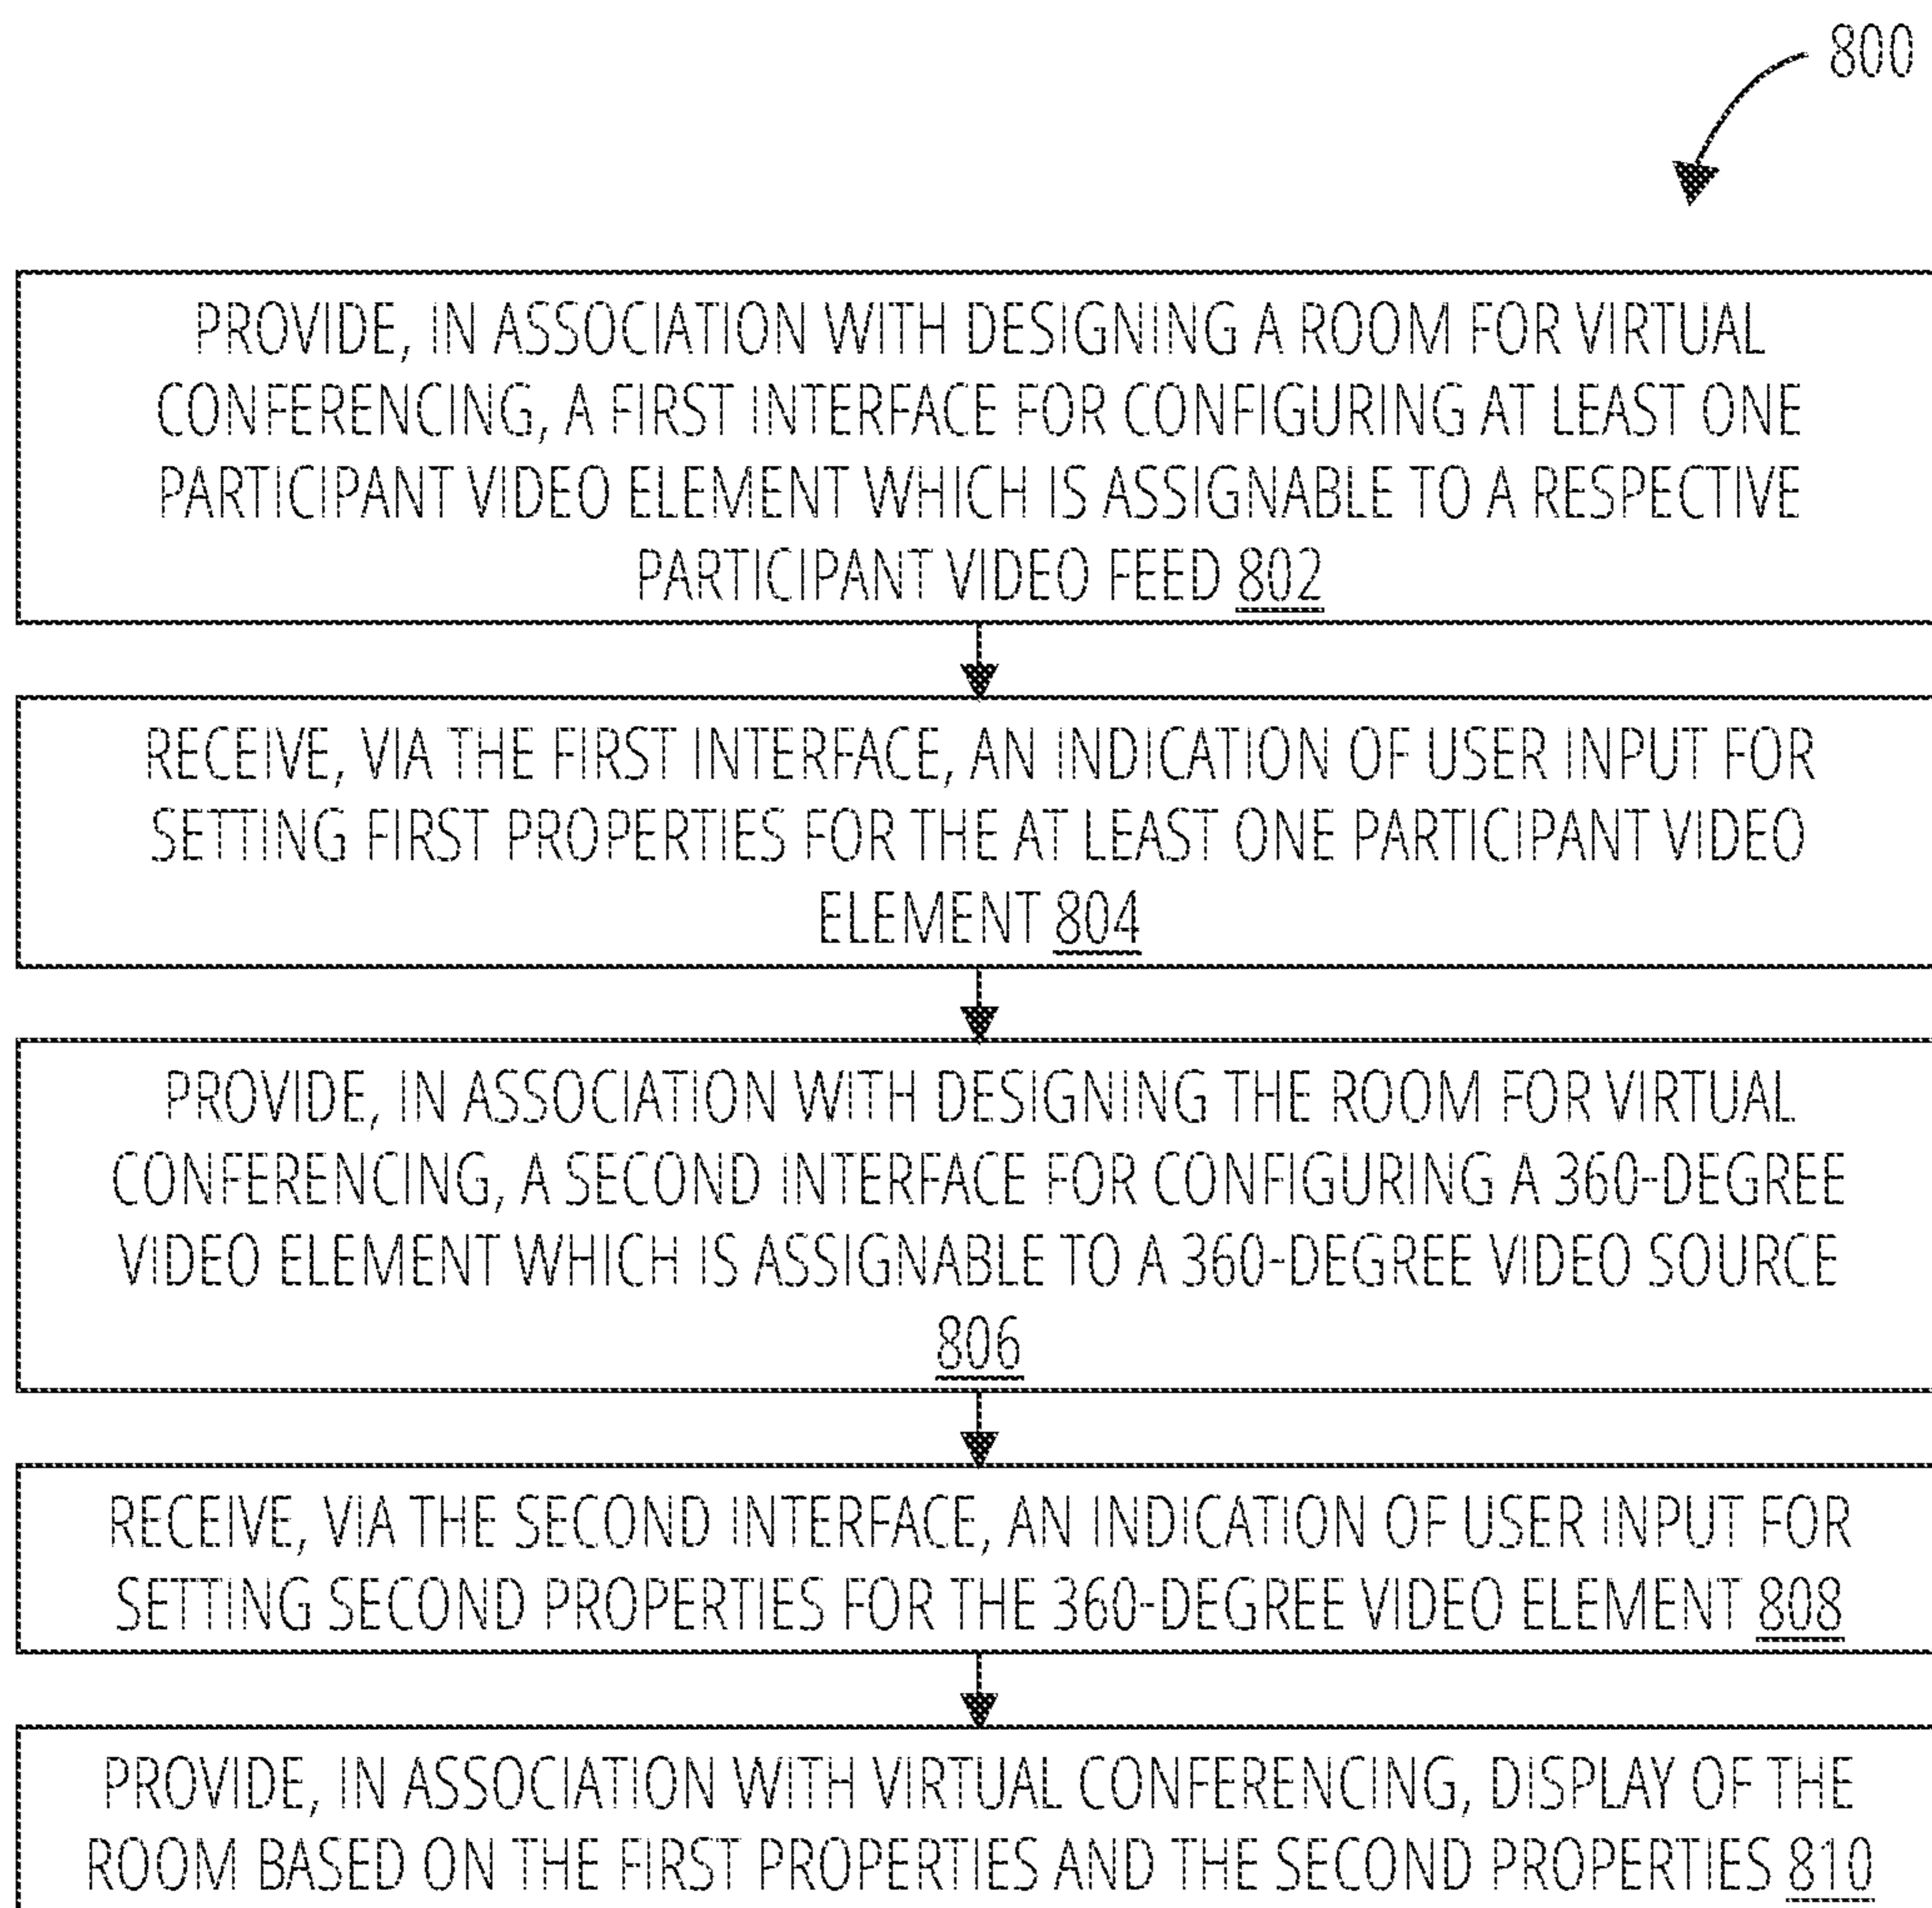 800
PROVIDE, IN ASSOCIATION WITH DESIGNING A ROOM FOR VIRTUAL
CONFERENCING, A FIRST INTERFACE FOR CONFIGURING AT LEAST ONE
PARTICIPANT VIDEO ELEMENT WHICH IS ASSIGNABLE TO A RESPECTIVE
PARTICIPANT VIDEO FEED 802
RECEIVE, VIA THE FIRST INTERFACE, AN INDICATION OF USER INPUT FOR
SETTING FIRST PROPERTIES FOR THE AT LEAST ONE PARTICIPANT VIDEO
ELEMENT 804
PROVIDE, IN ASSOCIATION WITH DESIGNING THE ROOM FOR VIRTUAL
CONFERENCING, A SECOND INTERFACE FOR CONFIGURING A 360-DEGREE
VIDEO ELEMENT WHICH IS ASSIGNABLE TO A 360-DEGREE VIDEO SOURCE
806
RECEIVE, VIA THE SECOND INTERFACE, AN INDICATION OF USER INPUT FOR
SETTING SECOND PROPERTIES FOR THE 360-DEGREE VIDEO ELEMENT 808
PROVIDE, IN ASSOCIATION WITH VIRTUAL CONFERENCING, DISPLAY OF THE
ROOM BASED ON THE FIRST PROPERTIES AND THE SECOND PROPERTIES 810